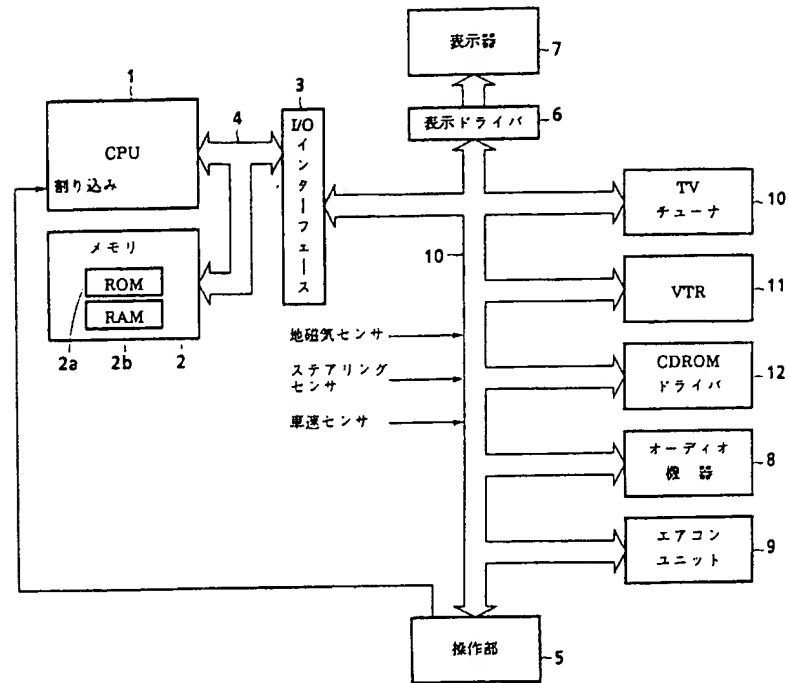 表示器
7
6
表示ドライバ
1
CPU
割り込み
4
3
I/O
インターフェース
メモリ
ROM
RAM
2a
2b
2
10
地磁気センサ
ステアリング
センサ
車速センサ
TV
チューナ
10
VTR
11
CDROM
ドライバ
12
オーディオ
機 器
8
エアコン
ユニット
9
操作部
5